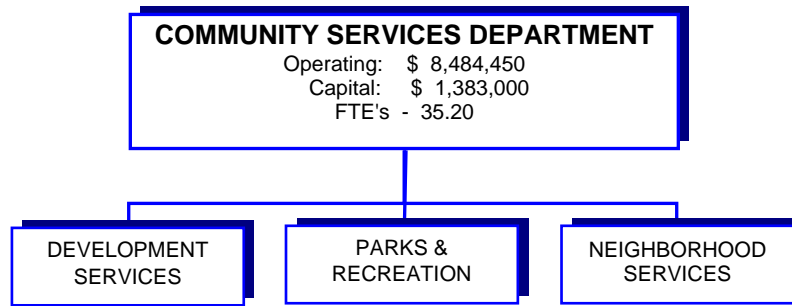 COMMUNITY SERVICES DEPARTMENT
Operating: $ 8,484,450
Capital: $ 1,383,000
FTE's - 35.20
DEVELOPMENT
SERVICES
PARKS &
RECREATION
NEIGHBORHOOD
SERVICES